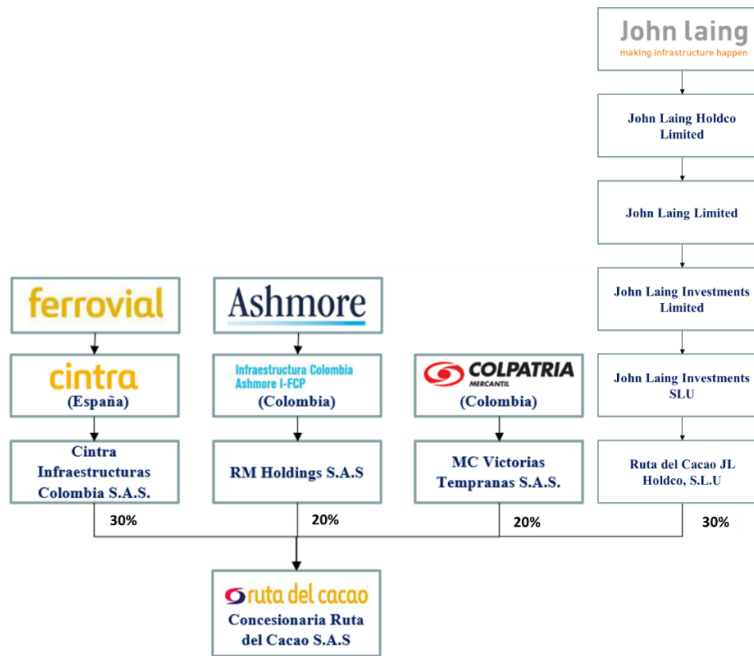 John laing
making infrastructure happen
John Laing Holdco
Limited
John Laing Limited
John Laing Investments
Limited
John Laing Investments
SLU
Ruta del Cacao JL
Holdco, S.L.U
ferrovial
cintra
(España)
Cintra
Infraestructuras
Colombia S.A.S.
Ashmore
Infraestructura Colombia
Ashmore I-FCP
(Colombia)
RM Holdings S.A.S
COLPATRIA
MERCANTIL
(Colombia)
MC Victorias
Tempranas S.A.S.
30%
20%
20%
30%
ruta del cacao
Concesionaria Ruta
del Cacao S.A.S